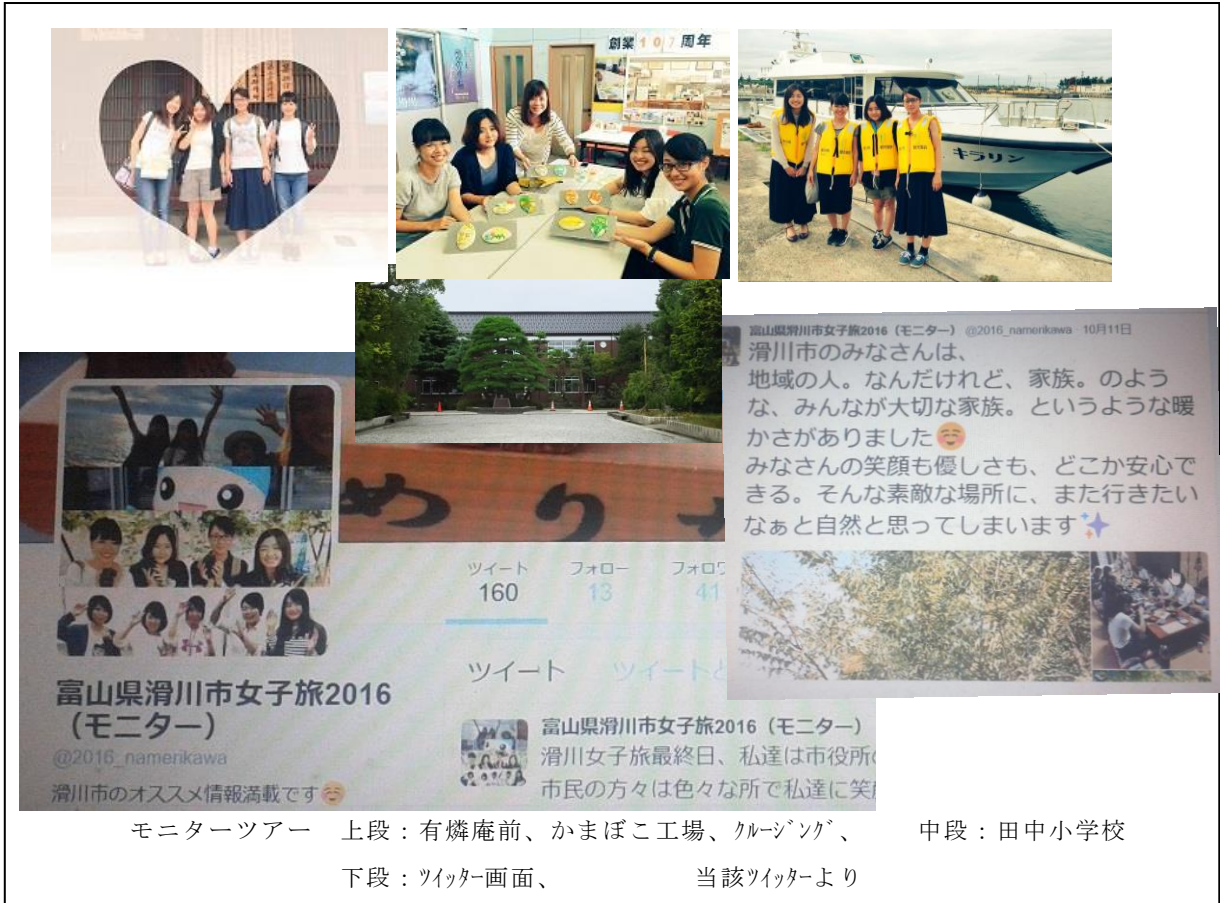 創業107周年
キラリン
富山県滑川市女子旅2016（モニター） @2016_namerikawa 10月11日
滑川市のみなさんは、
地域の人。なんだけれど、家族。のよう
な、みんなが大切な家族。というような暖
かさがありました☺️
みなさんの笑顔も優しさも、どこか安心で
きる。そんな素敵な場所に、また行きたい
なぁと自然と思ってしまいます✨
めり
ツイート フォロー
160 13 41
ツイート
富山県滑川市女子旅2016
（モニター）
@2016_namerikawa
滑川市のオススメ情報満載です☺️
富山県滑川市女子旅2016（モニター）
滑川女子旅最終日、私達は市役所
市民の方々は色々な所で私達に笑
モニターツアー 上段：有燐庵前、かまぼこ工場、ｸﾙｰｼﾞﾝｸﾞ、 中段：田中小学校
下段：ﾂｲｯﾀｰ画面、 当該ﾂｲｯﾀｰより